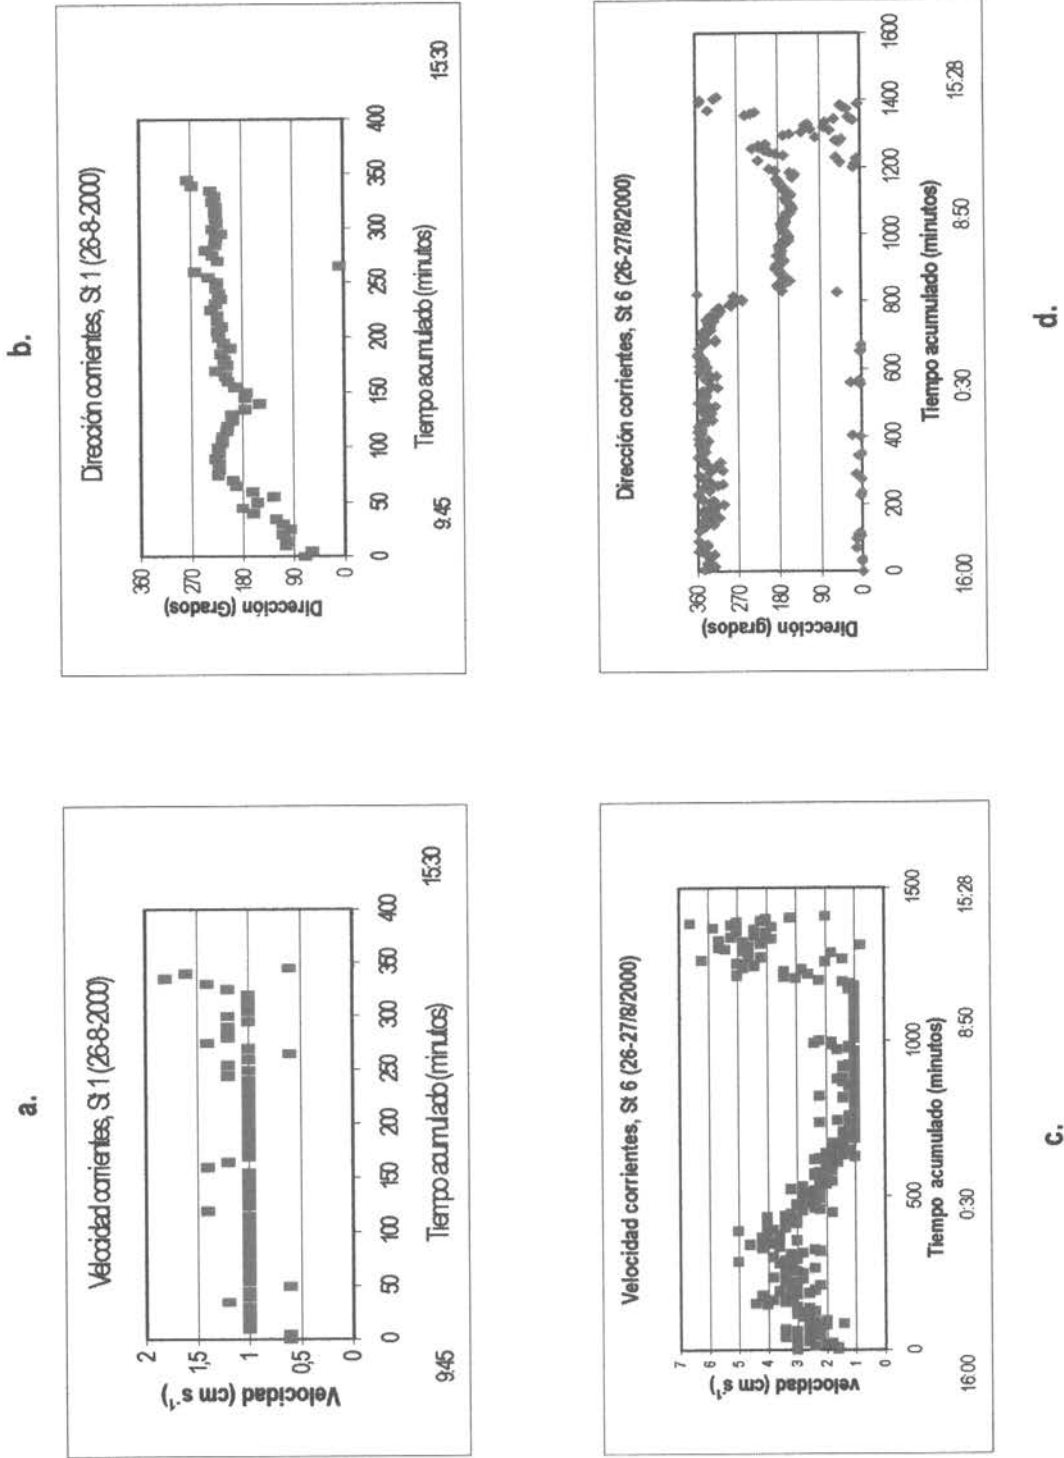 a.
Velocidad corrientes, St 1 (26-8-2000)
Velocidad (cm s-1)
2
1,5
1
0,5
0
0 50 100 150 200 250 300 350 400
Tiempo acumulado (minutos)
9:45 15:30
b.
Dirección corrientes, St 1 (26-8-2000)
Dirección (Grados)
360
270
180
90
0
0 50 100 150 200 250 300 350 400
Tiempo acumulado (minutos)
9:45 15:30
c.
Velocidad corrientes, St 6 (26-27/8/2000)
velocidad (cm s-1)
7
6
5
4
3
2
1
0
0 500 1000 1500
Tiempo acumulado (minutos)
16:00 0:30 8:50 15:28
d.
Dirección corrientes, St 6 (26-27/8/2000)
Dirección (grados)
360
270
180
90
0
0 200 400 600 800 1000 1200 1400 1600
Tiempo acumulado (minutos)
16:00 0:30 8:50 15:28